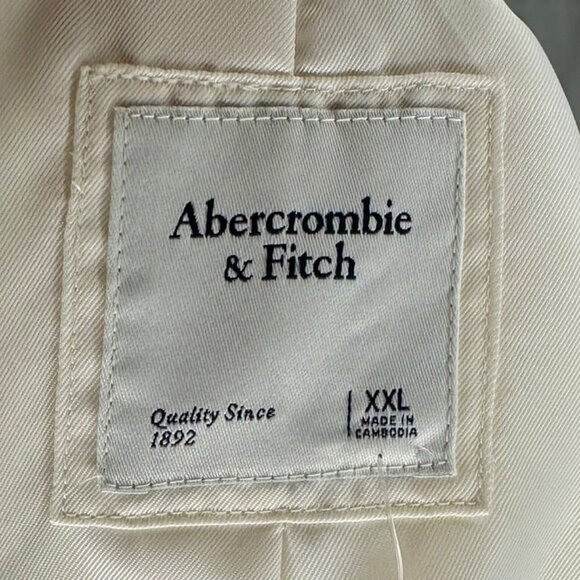 Abercrombie
& Fitch
Quality Since
1892
XXL
MADE IN
CAMBODIA